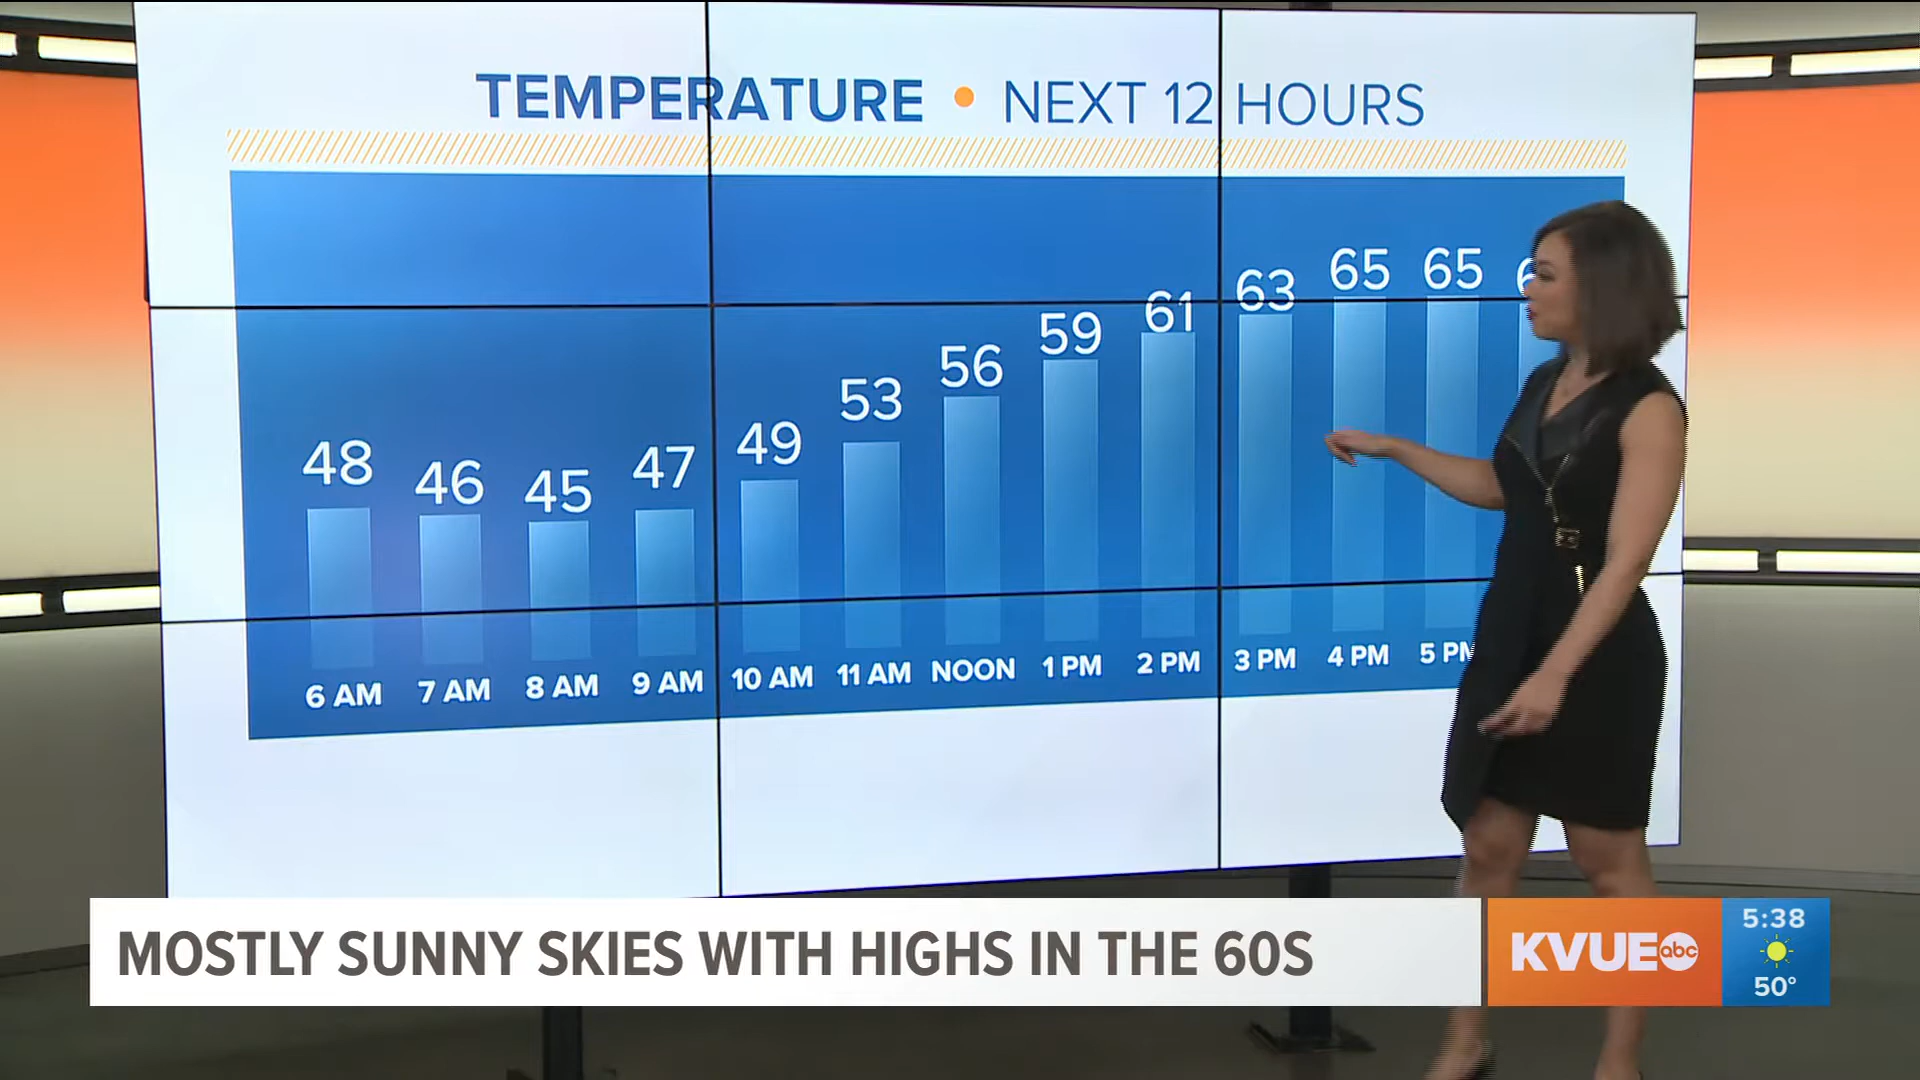 TEMPERATURE • NEXT 12 HOURS
48 46 45 47 49 53 56 59 61 63 65 65
6 AM 7 AM 8 AM 9 AM 10 AM 11 AM NOON 1 PM 2 PM 3 PM 4 PM 5 PM
MOSTLY SUNNY SKIES WITH HIGHS IN THE 60S
KVUE abc
5:38
50°